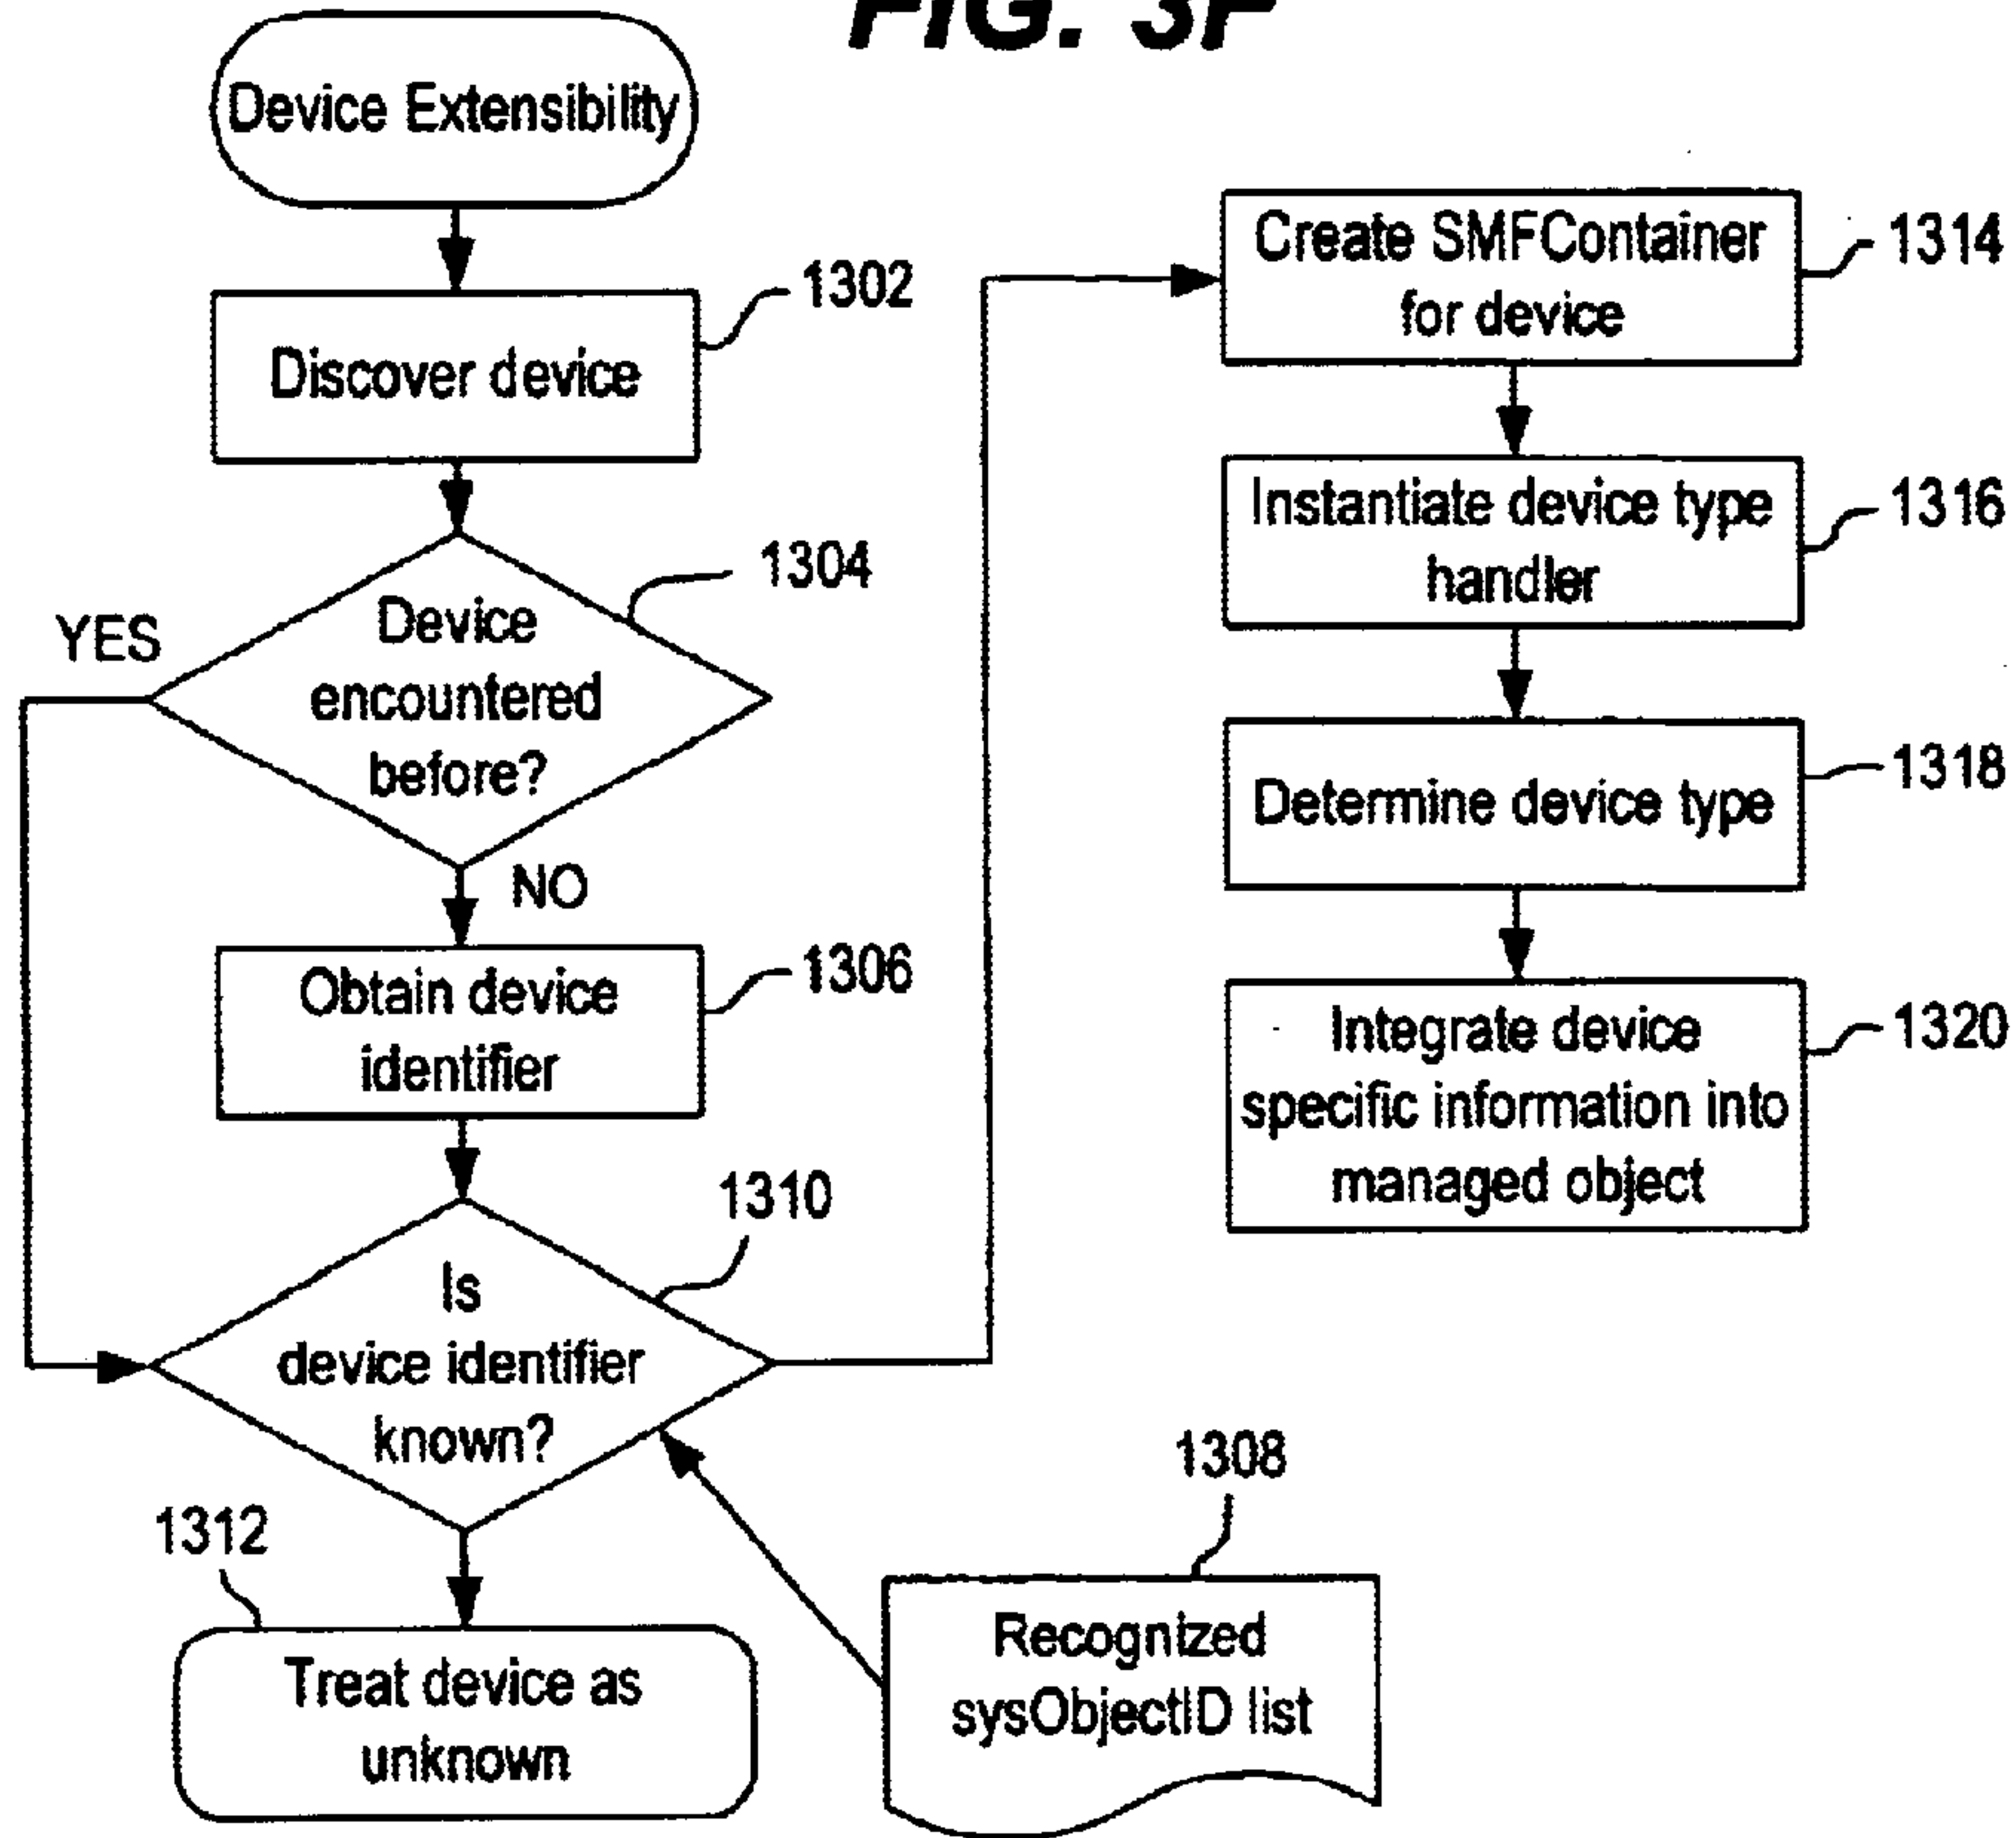 FIG. 3F
Device Extensibility
1302
Discover device
1304
Device
encountered
before?
YES
NO
1306
Obtain device
identifier
1310
Is
device identifier
known?
1312
Treat device as
unknown
1308
Recognized
sysObjectID list
Create SMFContainer
for device
1314
Instantiate device type
handler
1316
Determine device type
1318
Integrate device
specific information into
managed object
1320